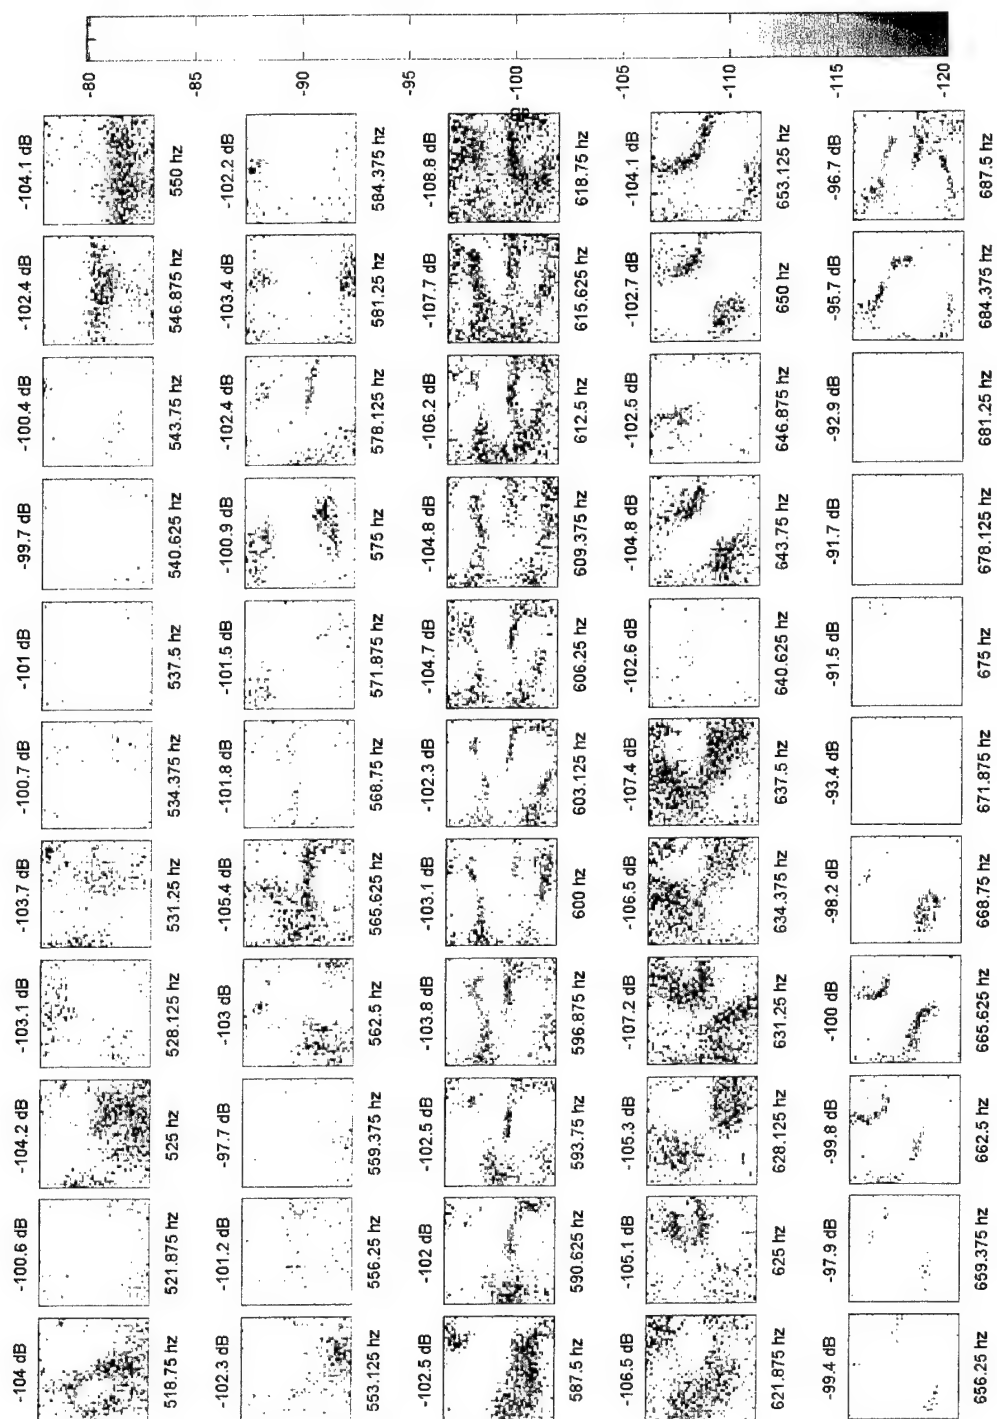 -104 dB -100.6 dB -104.2 dB -103.1 dB -103.7 dB -100.7 dB -101 dB -99.7 dB -100.4 dB -102.4 dB -104.1 dB
518.75 hz 521.875 hz 525 hz 528.125 hz 531.25 hz 534.375 hz 537.5 hz 540.625 hz 543.75 hz 546.875 hz 550 hz
-102.3 dB -101.2 dB -97.7 dB -103 dB -105.4 dB -101.8 dB -101.5 dB -100.9 dB -102.4 dB -103.4 dB -102.2 dB
553.125 hz 556.25 hz 559.375 hz 562.5 hz 565.625 hz 568.75 hz 571.875 hz 575 hz 578.125 hz 581.25 hz 584.375 hz
-102.5 dB -102 dB -102.5 dB -103.8 dB -103.1 dB -102.3 dB -104.7 dB -104.8 dB -106.2 dB -107.7 dB -108.8 dB
587.5 hz 590.625 hz 593.75 hz 596.875 hz 600 hz 603.125 hz 606.25 hz 609.375 hz 612.5 hz 615.625 hz 618.75 hz
-106.5 dB -105.1 dB -105.3 dB -107.2 dB -106.5 dB -107.4 dB -102.6 dB -104.8 dB -102.5 dB -102.7 dB -104.1 dB
621.875 hz 625 hz 628.125 hz 631.25 hz 634.375 hz 637.5 hz 640.625 hz 643.75 hz 646.875 hz 650 hz 653.125 hz
-99.4 dB -97.9 dB -99.8 dB -100 dB -98.2 dB -93.4 dB -91.5 dB -91.7 dB -92.9 dB -95.7 dB -96.7 dB
656.25 hz 659.375 hz 662.5 hz 665.625 hz 668.75 hz 671.875 hz 675 hz 678.125 hz 681.25 hz 684.375 hz 687.5 hz
-80
-90
-95
-100
-105
-110
-115
-120